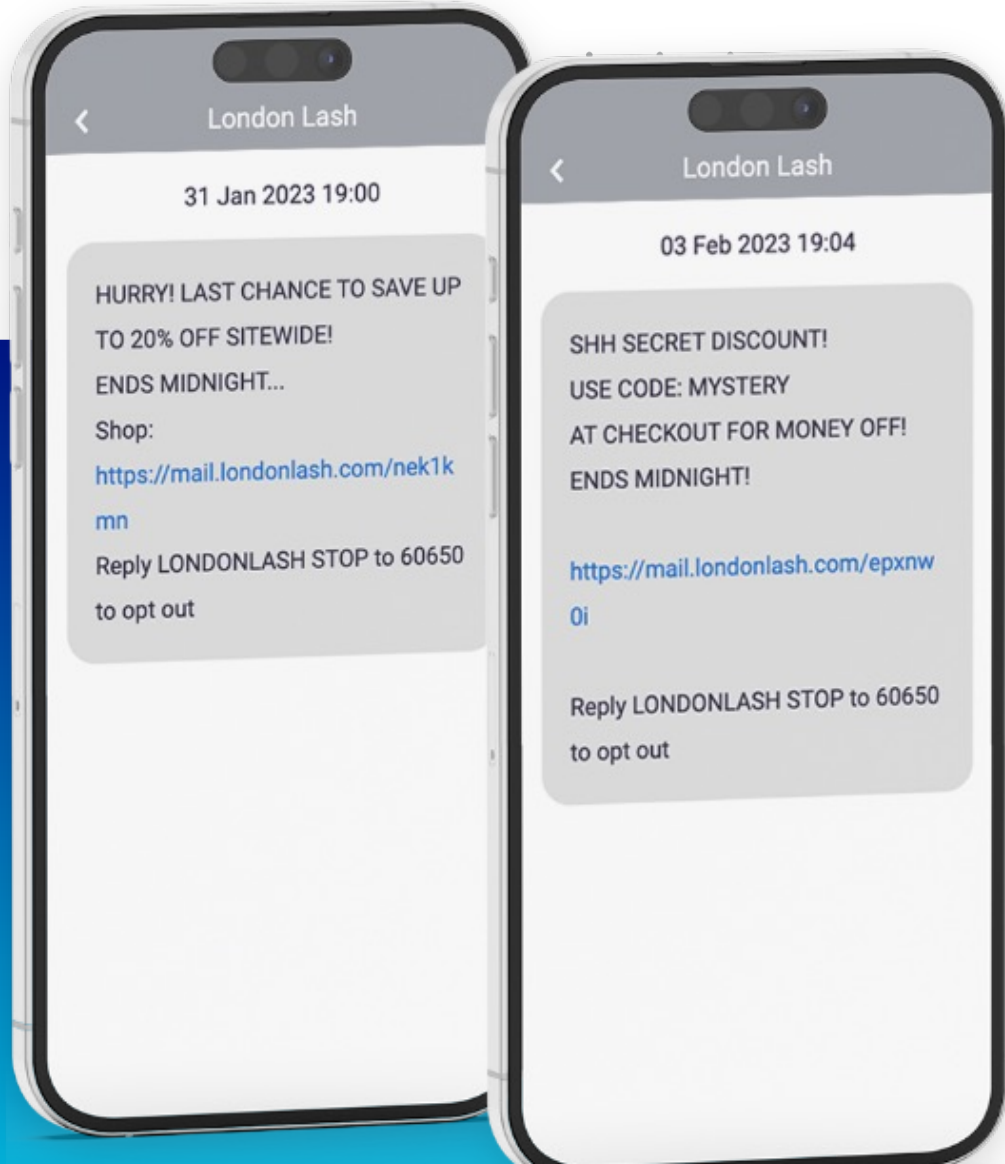 London Lash
31 Jan 2023 19:00
HURRY! LAST CHANCE TO SAVE UP
TO 20% OFF SITEWIDE!
ENDS MIDNIGHT...
Shop:
https://mail.londonlash.com/nek1k
mn
Reply LONDONLASH STOP to 60650
to opt out
London Lash
03 Feb 2023 19:04
SHH SECRET DISCOUNT!
USE CODE: MYSTERY
AT CHECKOUT FOR MONEY OFF!
ENDS MIDNIGHT!
https://mail.londonlash.com/epxnw
0i
Reply LONDONLASH STOP to 60650
to opt out